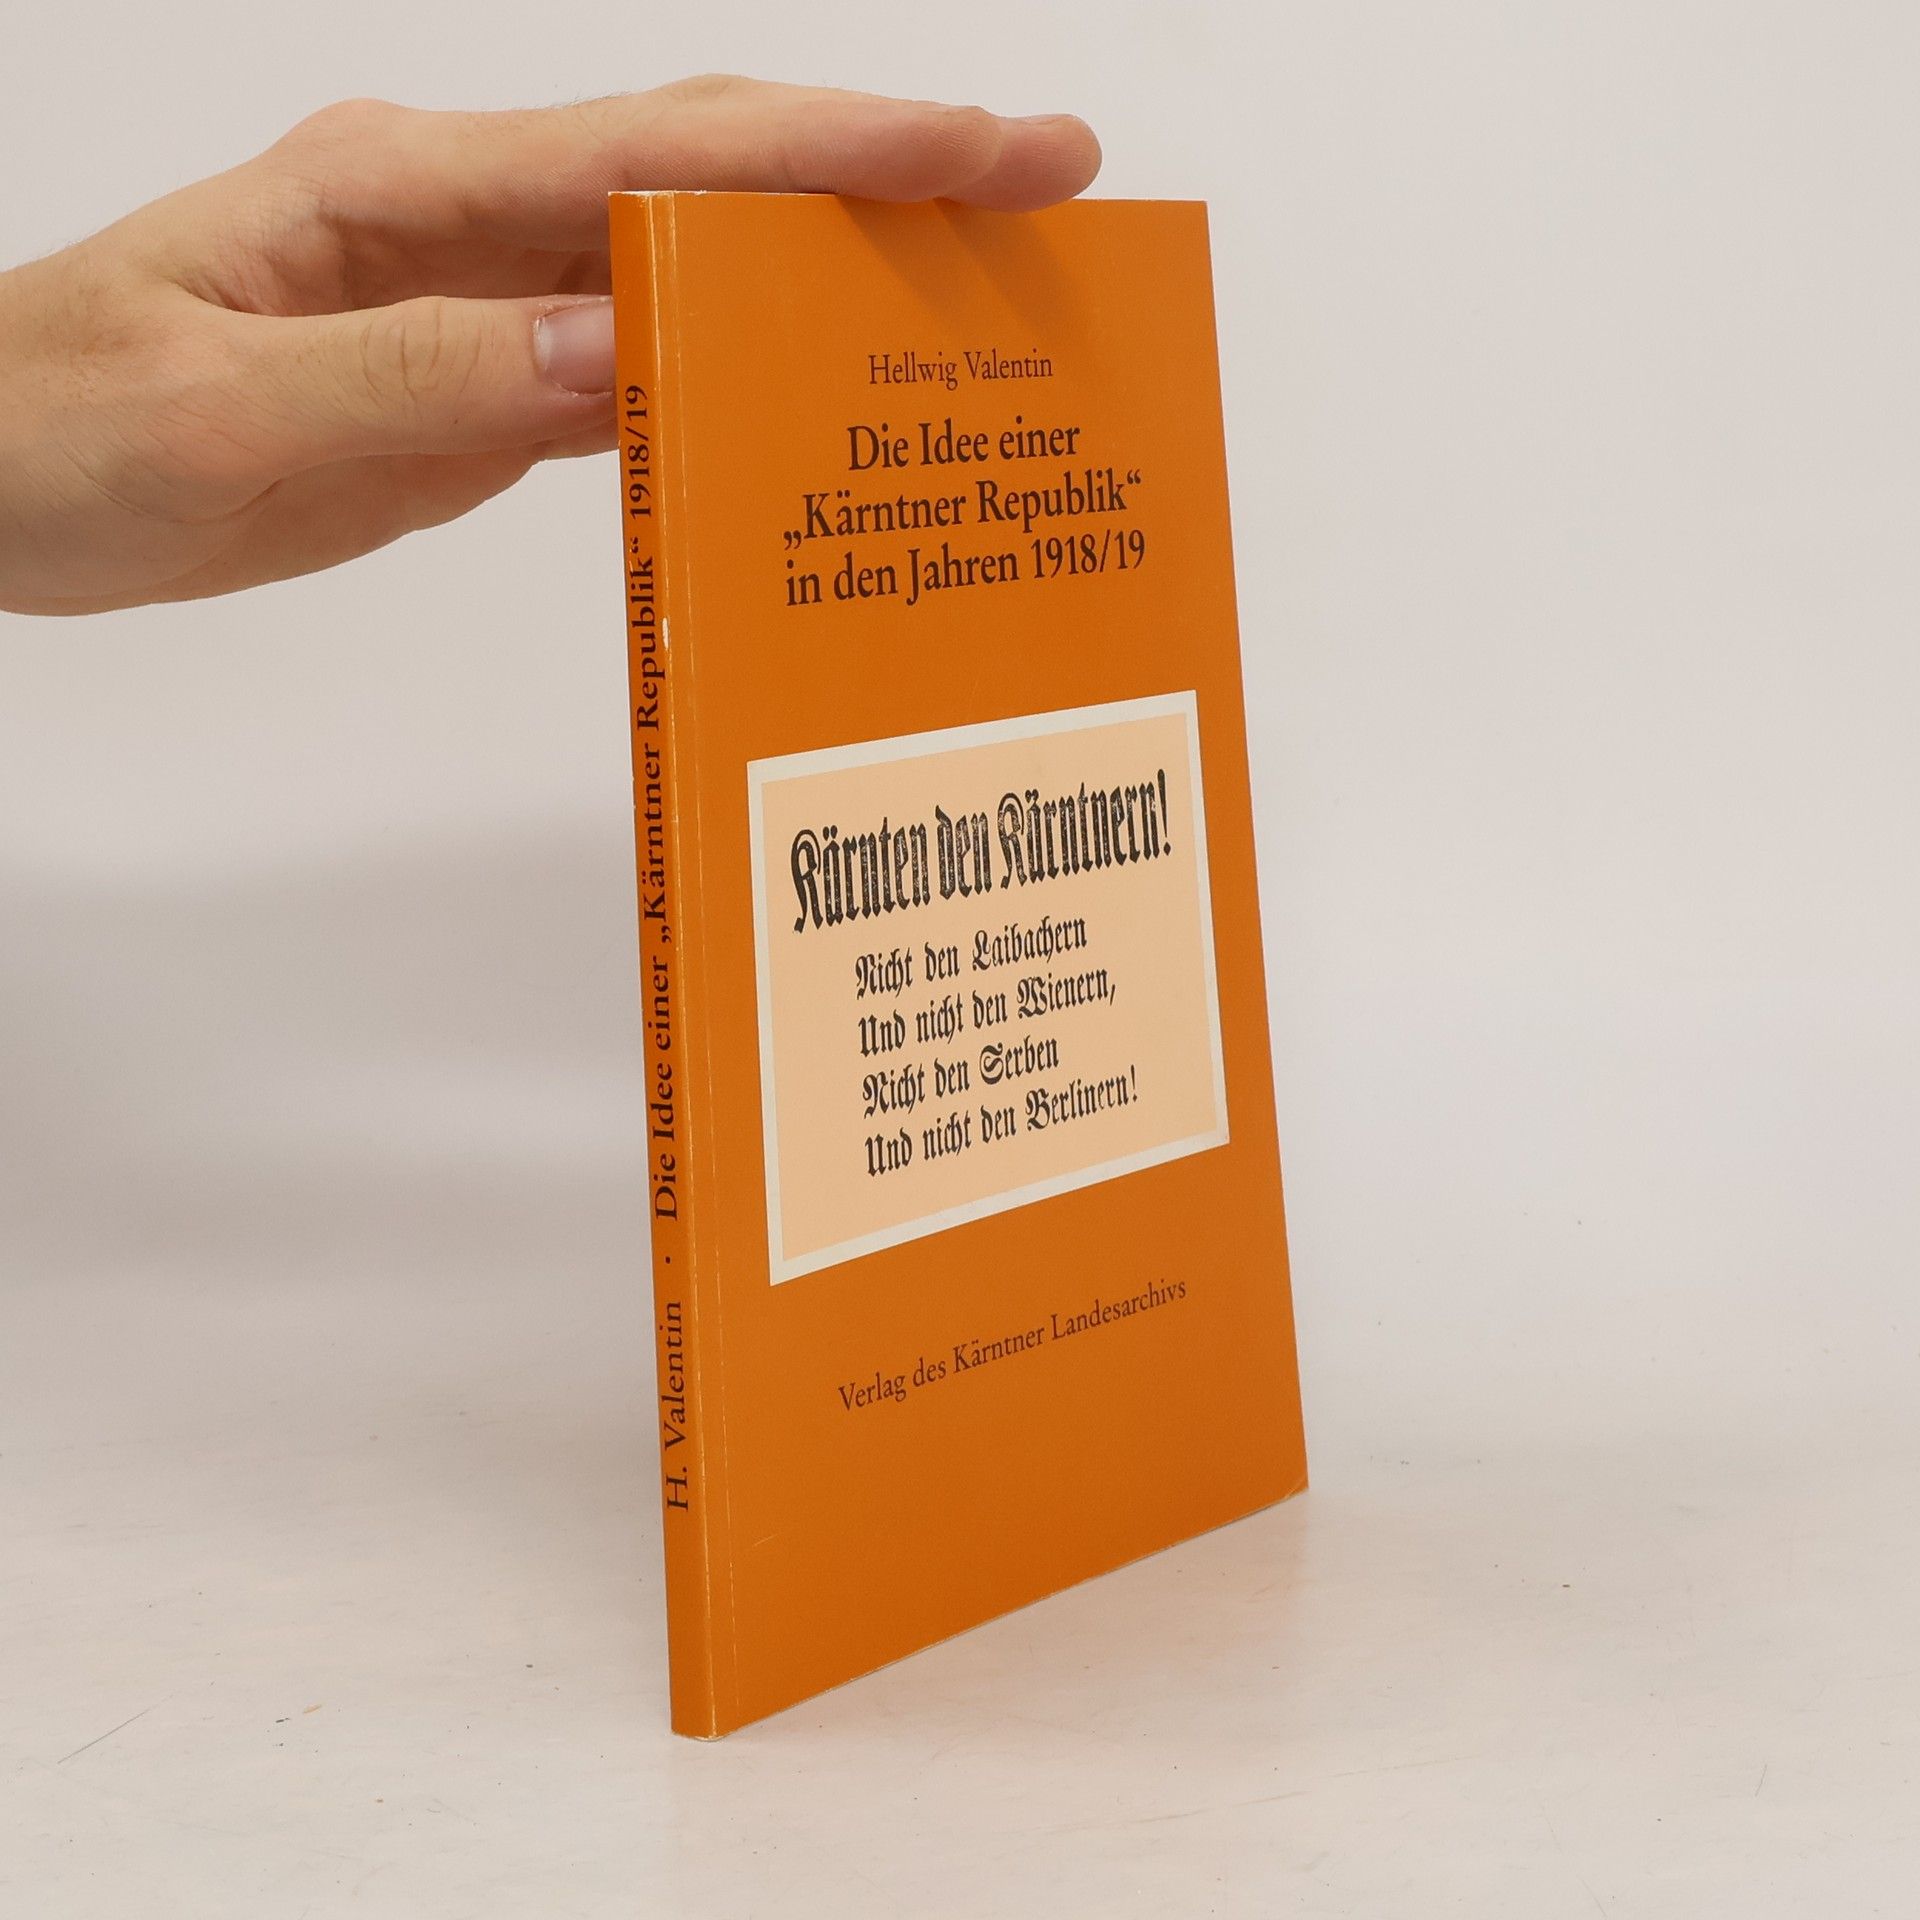 H. Valentin · Die Idee einer „Kärntner Republik“ 1918/19
Hellwig Valentin
Die Idee einer
„Kärntner Republik“
in den Jahren 1918/19
Kärnten den Kärntnern!
Nicht den Laibachern
Und nicht den Wienern,
Nicht den Serben
Und nicht den Berlinern!
Verlag des Kärntner Landesarchivs